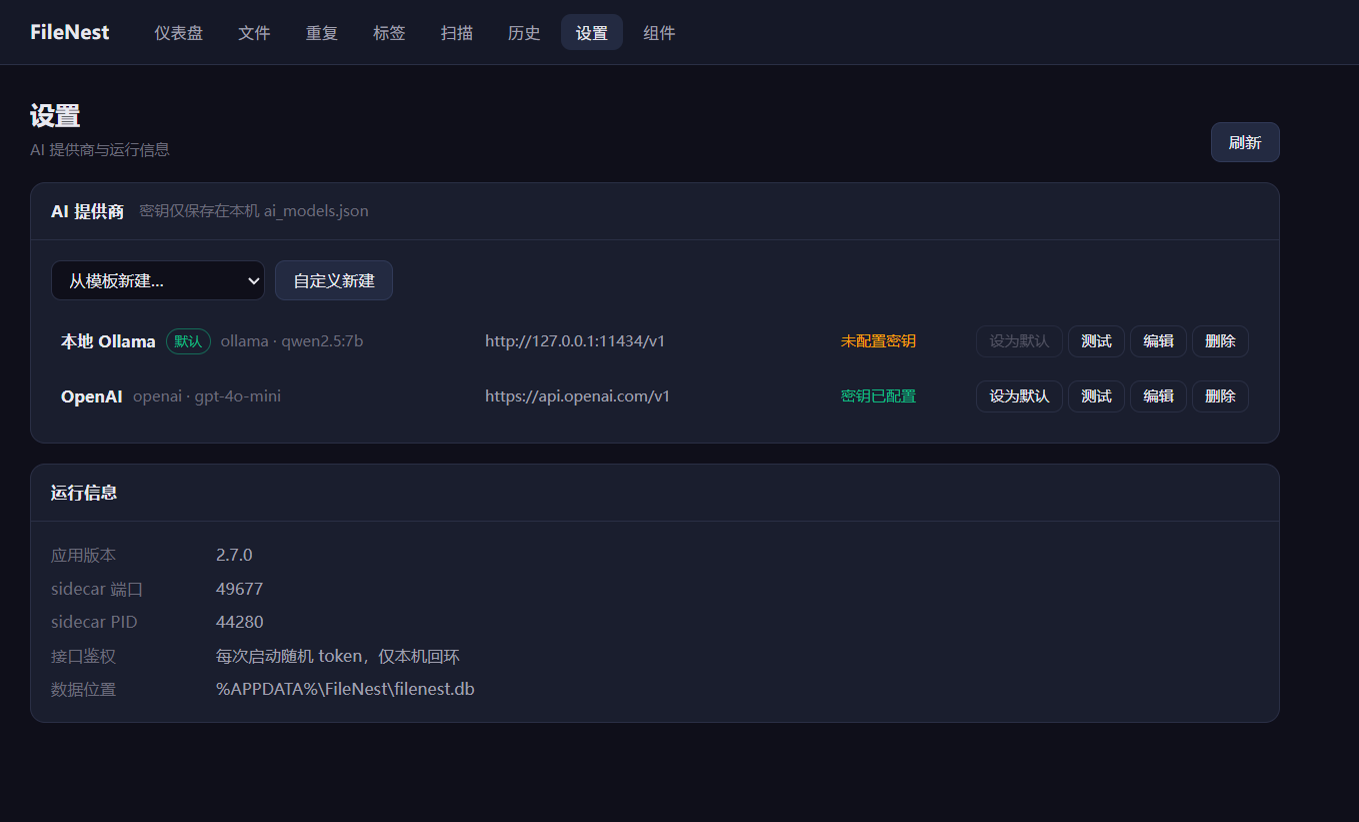 FileNest 仪表盘 文件 重复 标签 扫描 历史 设置 组件
设置
AI 提供商与运行信息
刷新
AI 提供商 密钥仅保存在本机 ai_models.json
从模板新建... 自定义新建
本地 Ollama 默认 ollama · qwen2.5:7b http://127.0.0.1:11434/v1 未配置密钥 设为默认 测试 编辑 删除
OpenAI openai · gpt-4o-mini https://api.openai.com/v1 密钥已配置 设为默认 测试 编辑 删除
运行信息
应用版本 2.7.0
sidecar 端口 49677
sidecar PID 44280
接口鉴权 每次启动随机 token，仅本机回环
数据位置 %APPDATA%\FileNest\filenest.db